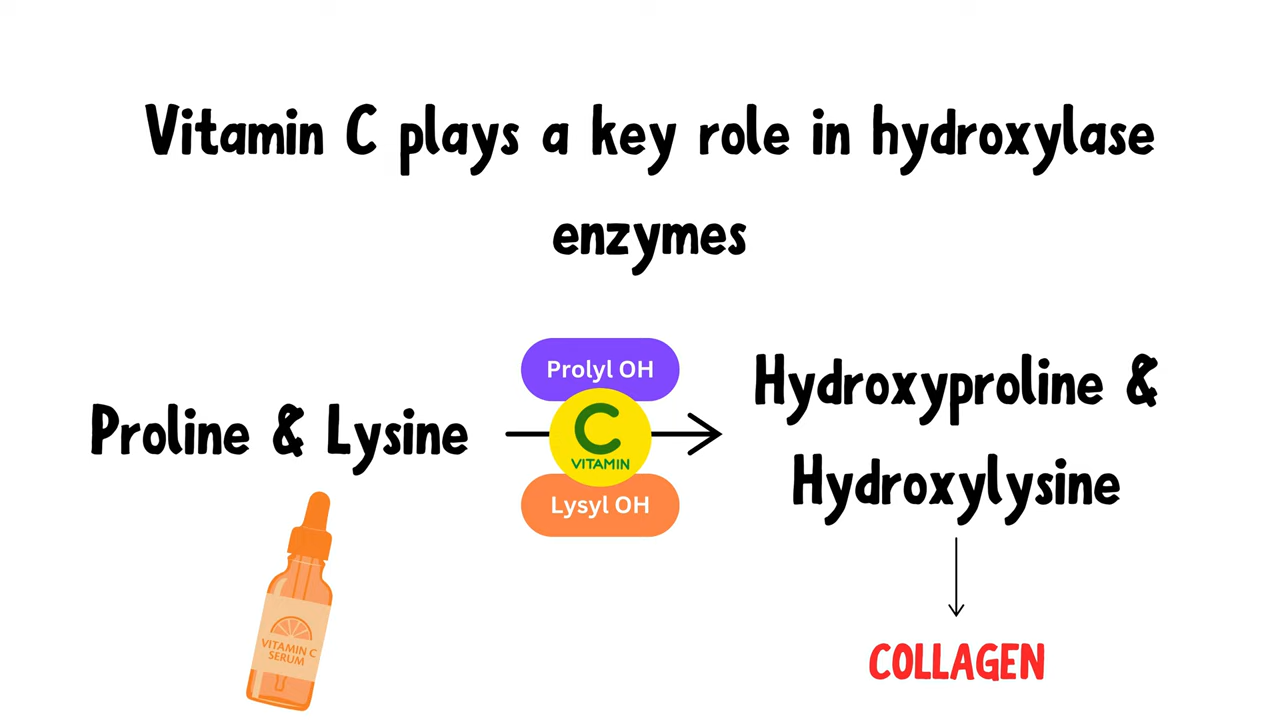 Vitamin C plays a key role in hydroxylase
enzymes
Prolyl OH
Proline & Lysine
C
VITAMIN
Lysyl OH
Hydroxyproline &
Hydroxylysine
VITAMIN C
SERUM
COLLAGEN